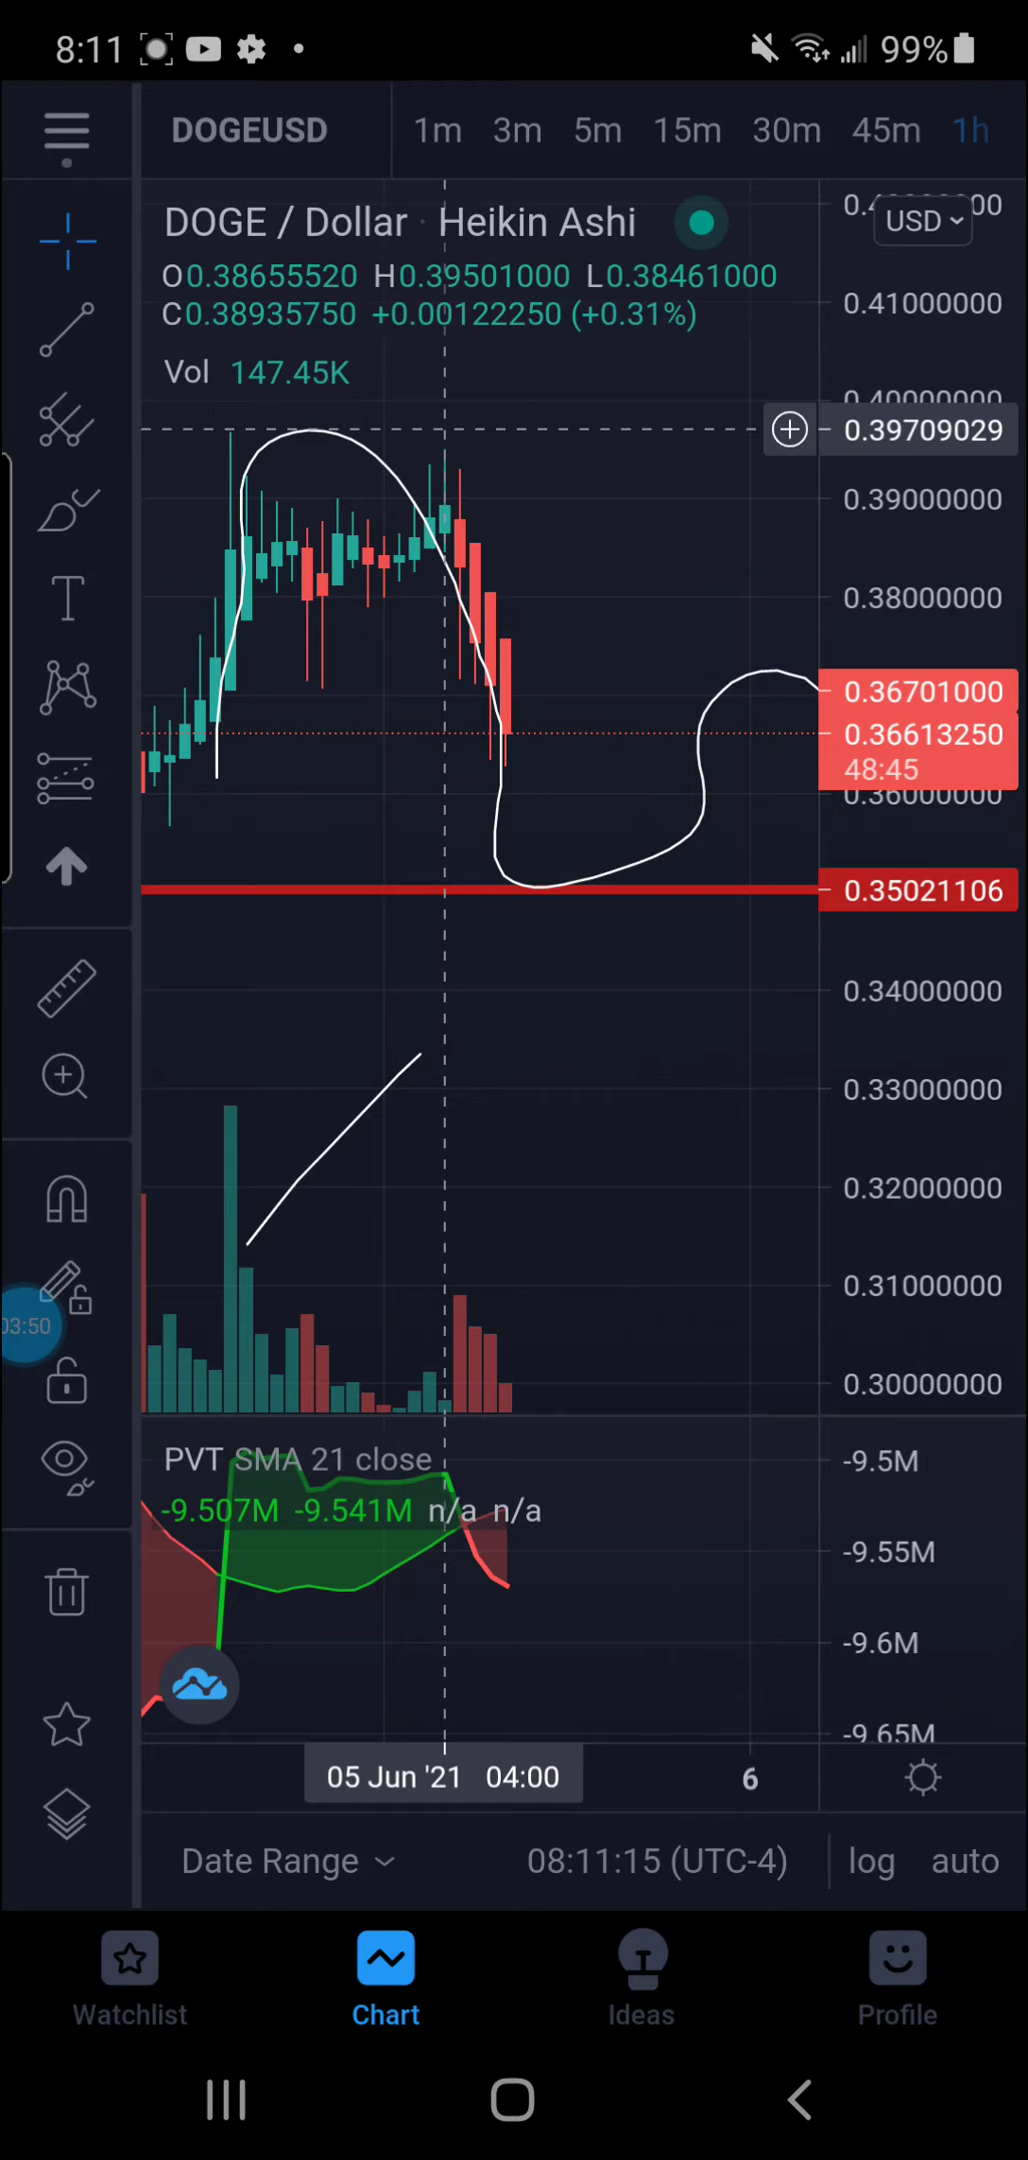 8:11 99%
DOGEUSD 1m 3m 5m 15m 30m 45m 1h
DOGE / Dollar · Heikin Ashi
USD
O0.38655520 H0.39501000 L0.38461000
C0.38935750 +0.00122250 (+0.31%)
Vol 147.45K
0.41000000
0.40000000
0.39709029
0.39000000
0.38000000
0.36701000
0.36613250
48:45
0.36000000
0.35021106
0.34000000
0.33000000
0.32000000
0.31000000
03:50
0.30000000
PVT SMA 21 close
-9.507M -9.541M n/a n/a
-9.5M
-9.55M
-9.6M
-9.65M
05 Jun '21 04:00
6
Date Range 08:11:15 (UTC-4) log auto
Watchlist Chart Ideas Profile